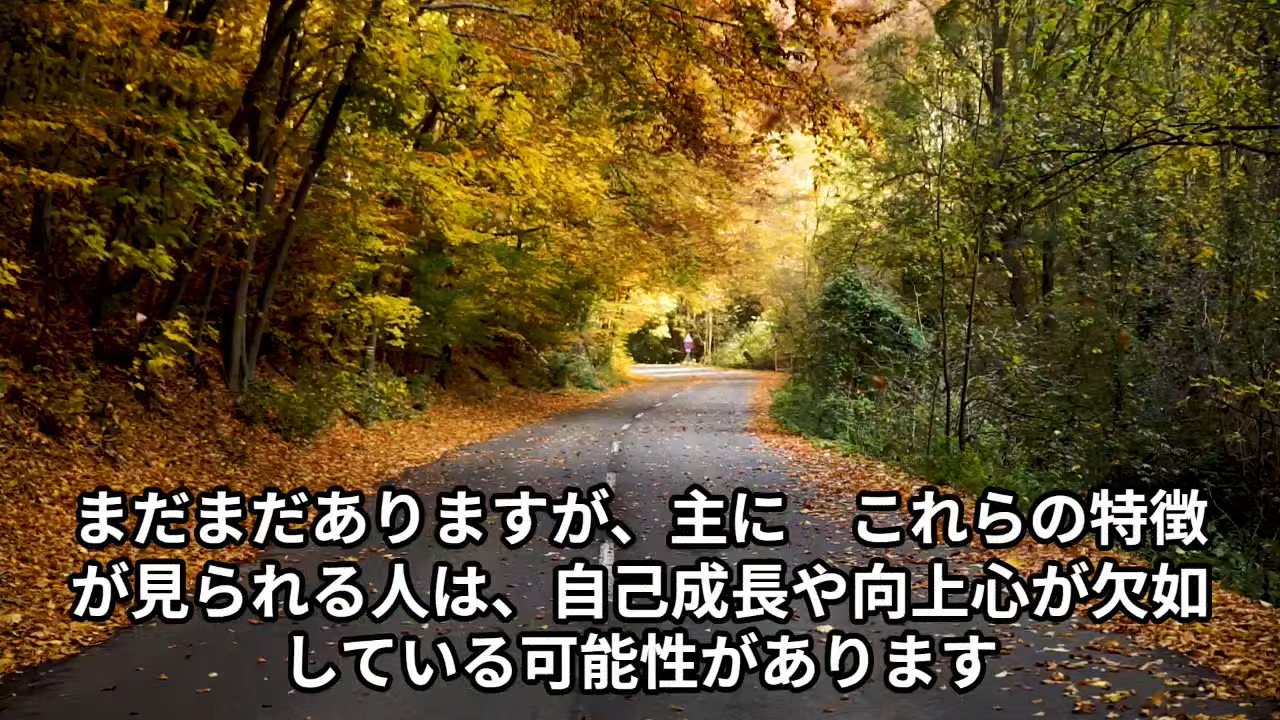 まだまだありますが、主に　これらの特徴
が見られる人は、自己成長や向上心が欠如
している可能性があります